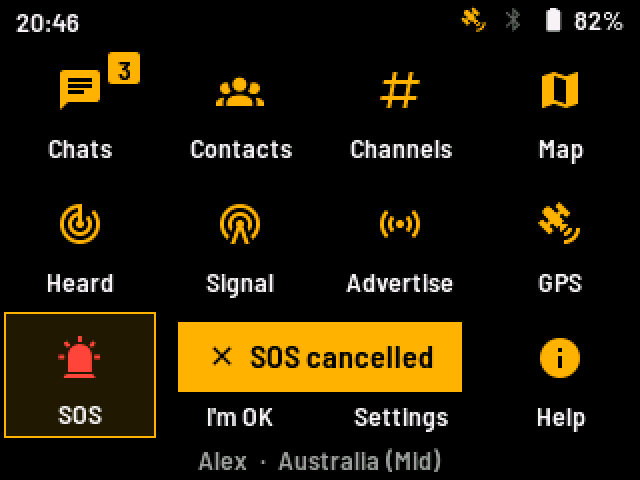 20:46 82%
3
Chats Contacts Channels Map
Heard Signal Advertise GPS
× SOS cancelled
SOS I'm OK Settings Help
Alex · Australia (Mid)